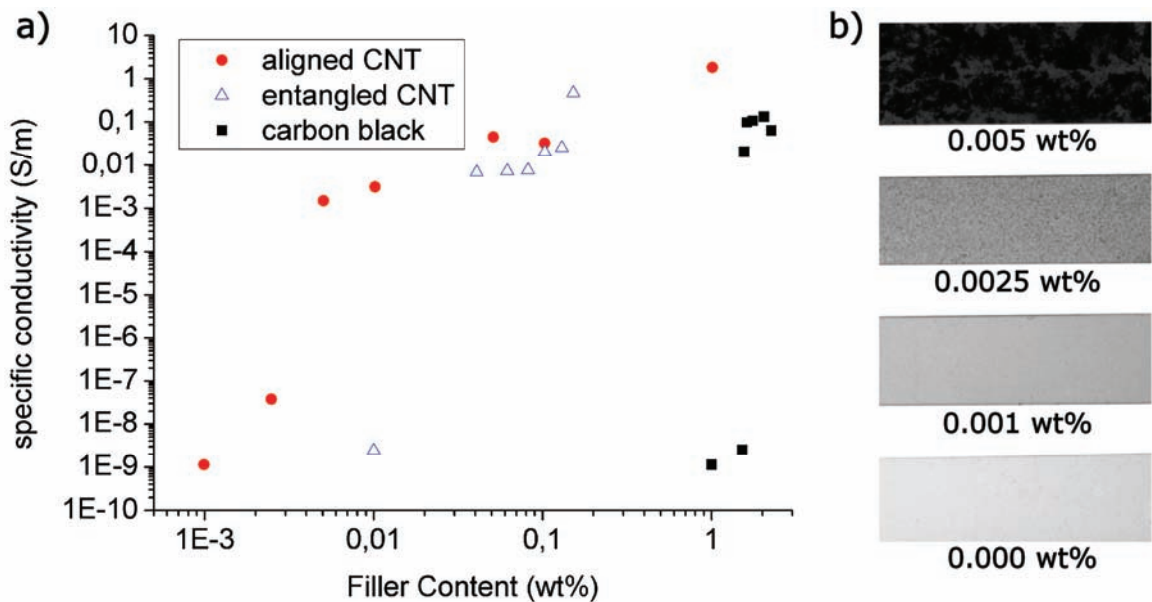 a)
aligned CNT
entangled CNT
carbon black
specific conductivity (S/m)
10
1
0,1
0,01
1E-3
1E-4
1E-5
1E-6
1E-7
1E-8
1E-9
1E-10
1E-3 0,01 0,1 1
Filler Content (wt%)
b)
0.005 wt%
0.0025 wt%
0.001 wt%
0.000 wt%